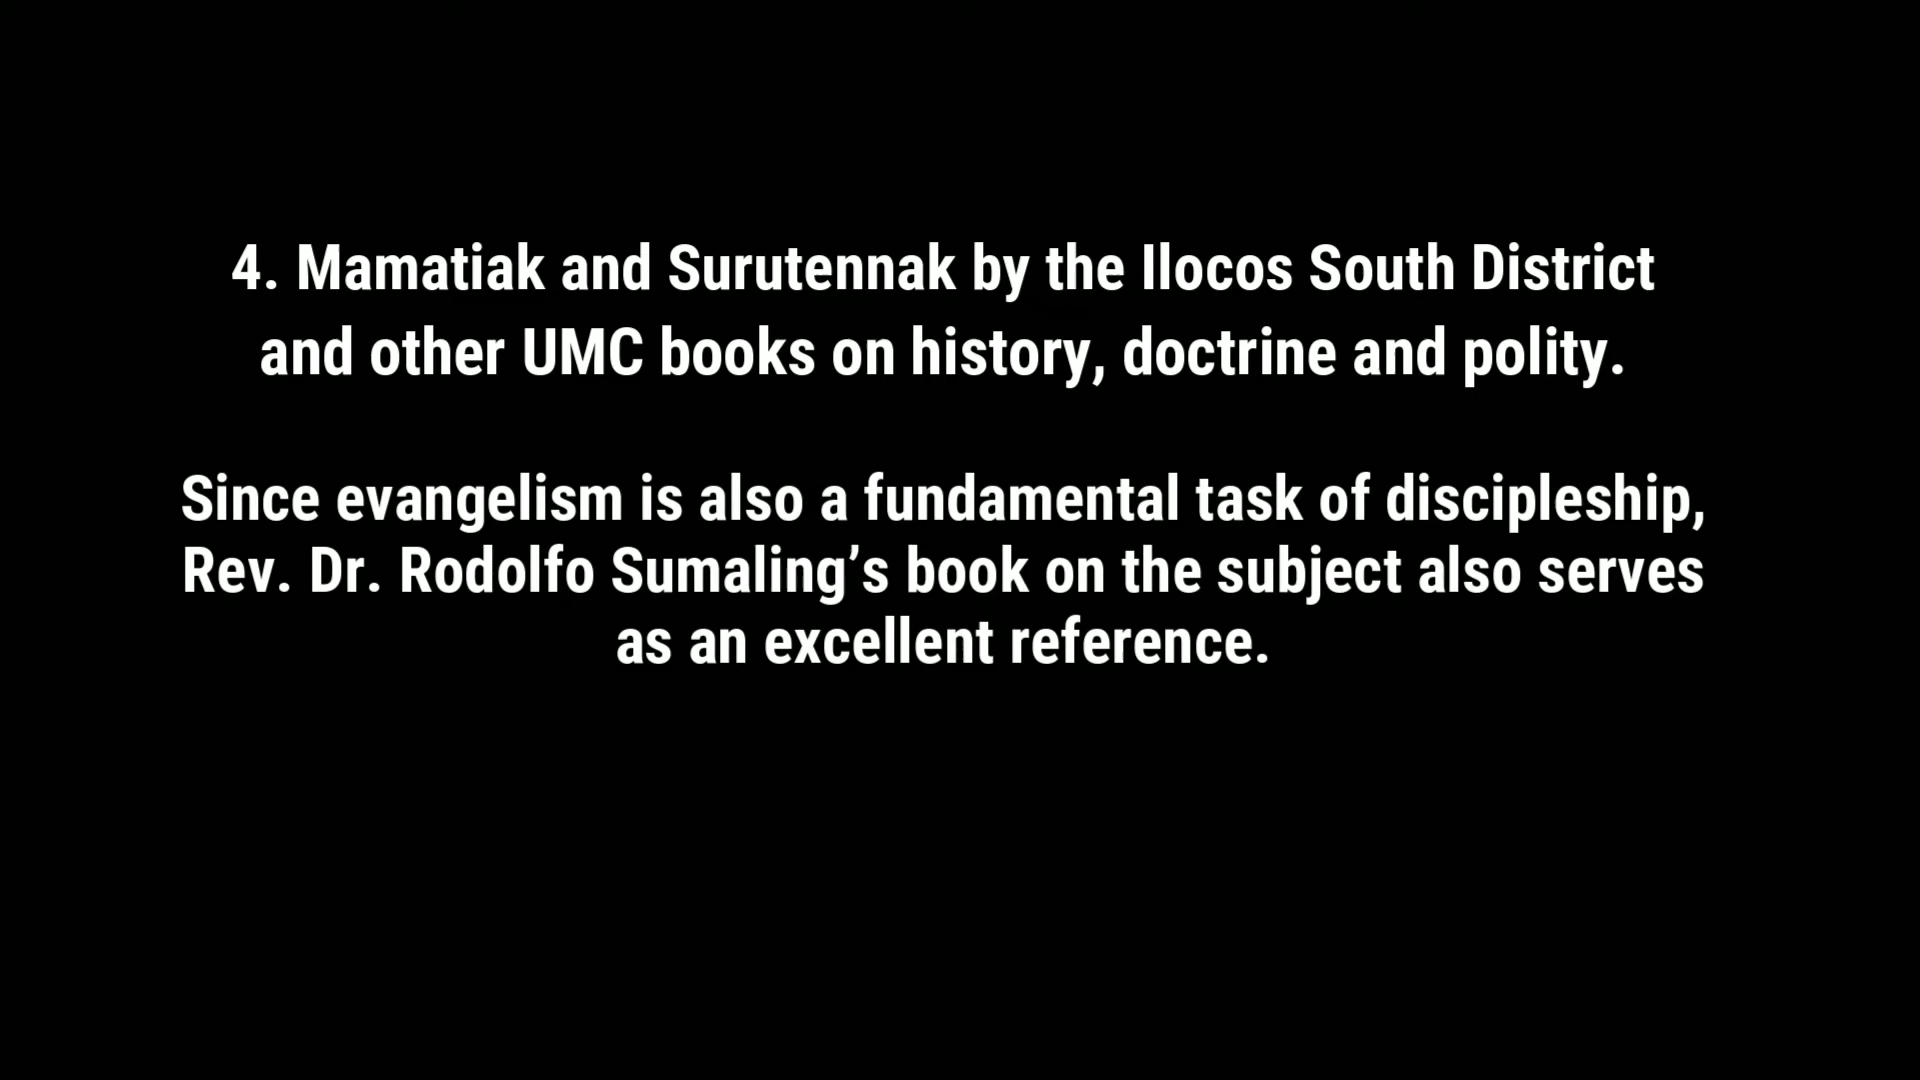 4. Mamatiak and Surutennak by the Ilocos South District
and other UMC books on history, doctrine and polity.
Since evangelism is also a fundamental task of discipleship,
Rev. Dr. Rodolfo Sumaling’s book on the subject also serves
as an excellent reference.